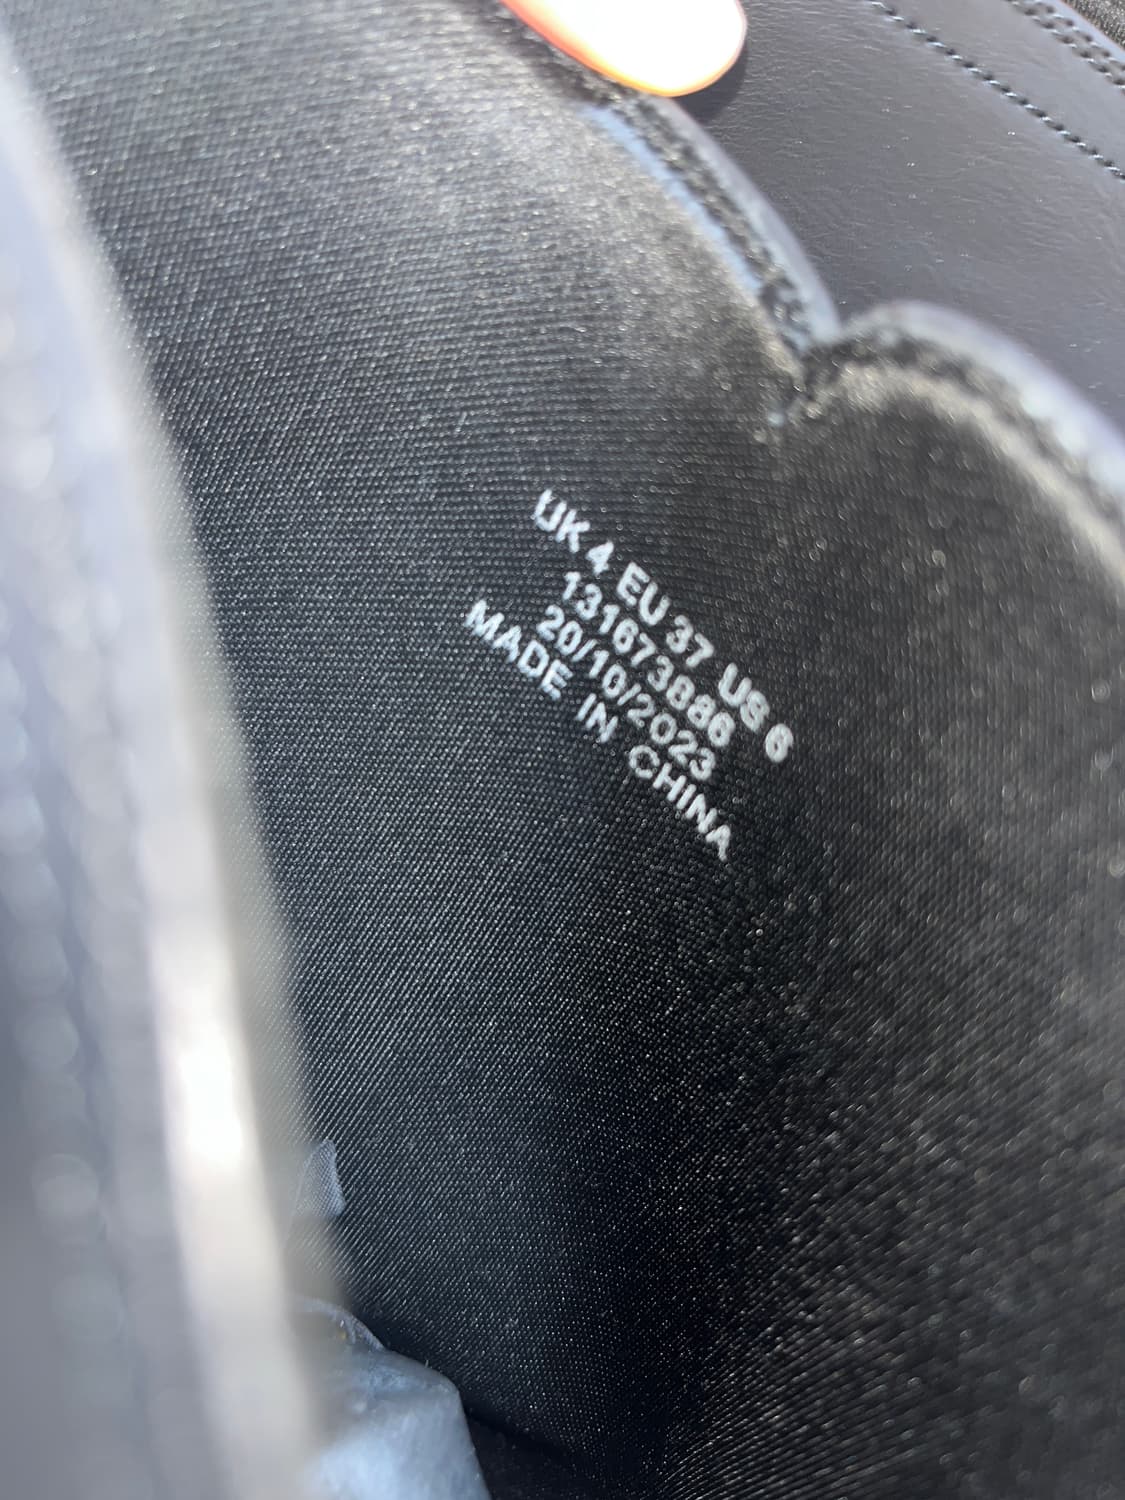 UK 4 EU 37 US 6
131673886
20/10/2023
MADE IN CHINA